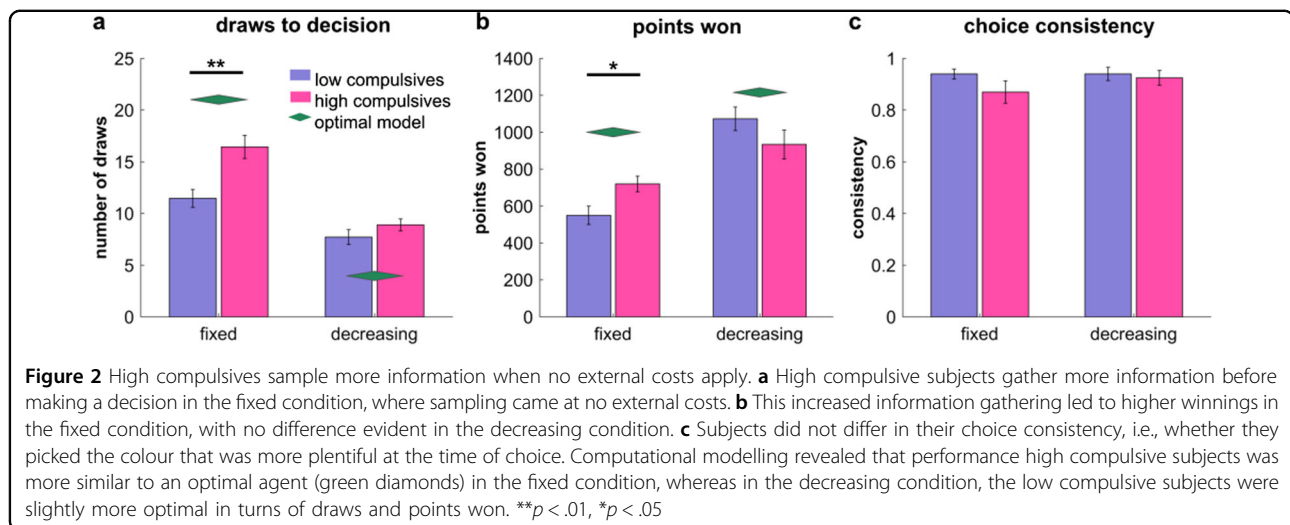 a draws to decision
25
20
15
10
5
0
number of draws
**
low compulsives
high compulsives
optimal model
fixed decreasing
b points won
1400
1200
1000
800
600
400
200
0
points won
*
fixed decreasing
c choice consistency
1
0.8
0.6
0.4
0.2
0
consistency
fixed decreasing
Figure 2 High compulsives sample more information when no external costs apply. a High compulsive subjects gather more information before
making a decision in the fixed condition, where sampling came at no external costs. b This increased information gathering led to higher winnings in
the fixed condition, with no difference evident in the decreasing condition. c Subjects did not differ in their choice consistency, i.e., whether they
picked the colour that was more plentiful at the time of choice. Computational modelling revealed that performance high compulsive subjects was
more similar to an optimal agent (green diamonds) in the fixed condition, whereas in the decreasing condition, the low compulsive subjects were
slightly more optimal in turns of draws and points won. **p < .01, *p < .05